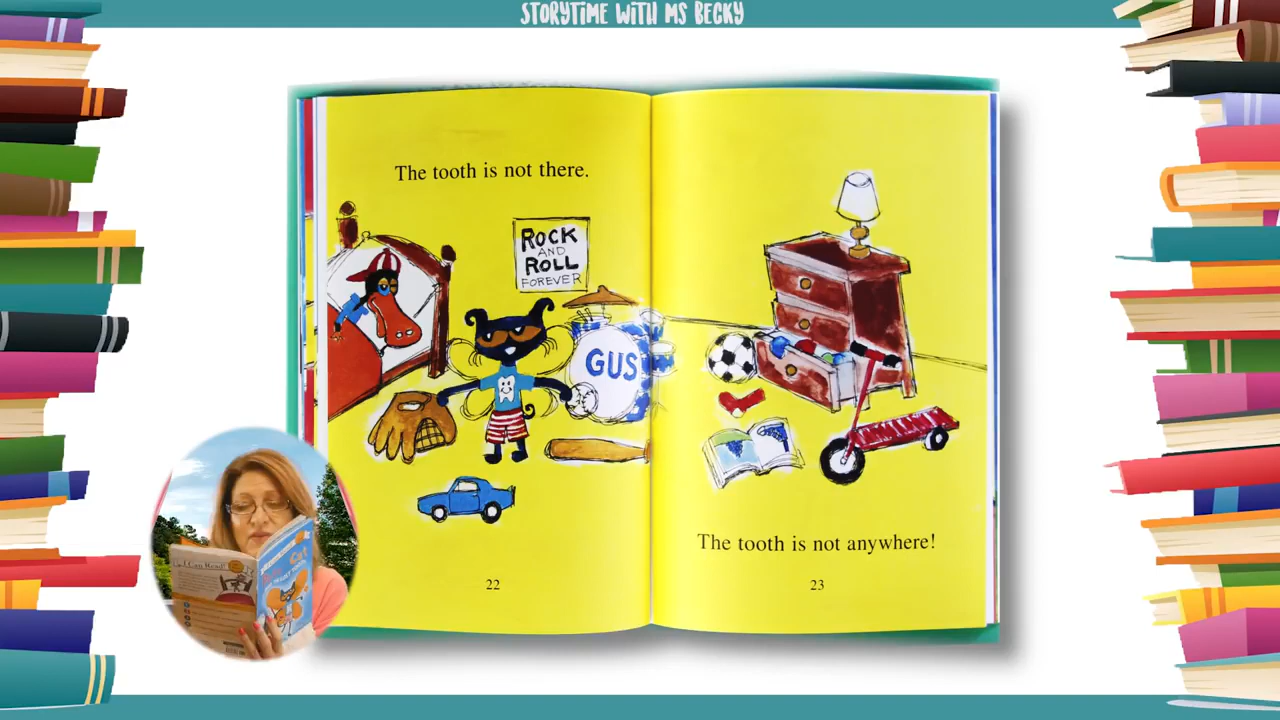 STORYTIME WITH MS BECKY
The tooth is not there.
ROCK
AND
ROLL
FOREVER
GUS
The tooth is not anywhere!
22
23
I Can Read!
Cat